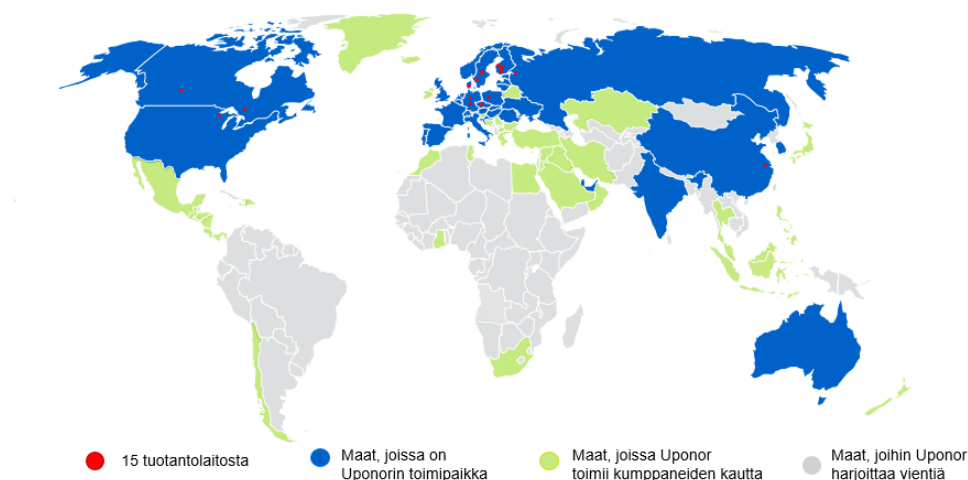 15 tuotantolaitosta
Maat, joissa on
Uponorin toimipaikka
Maat, joissa Uponor
toimii kumppaneiden kautta
Maat, joihin Uponor
harjoittaa vientiä